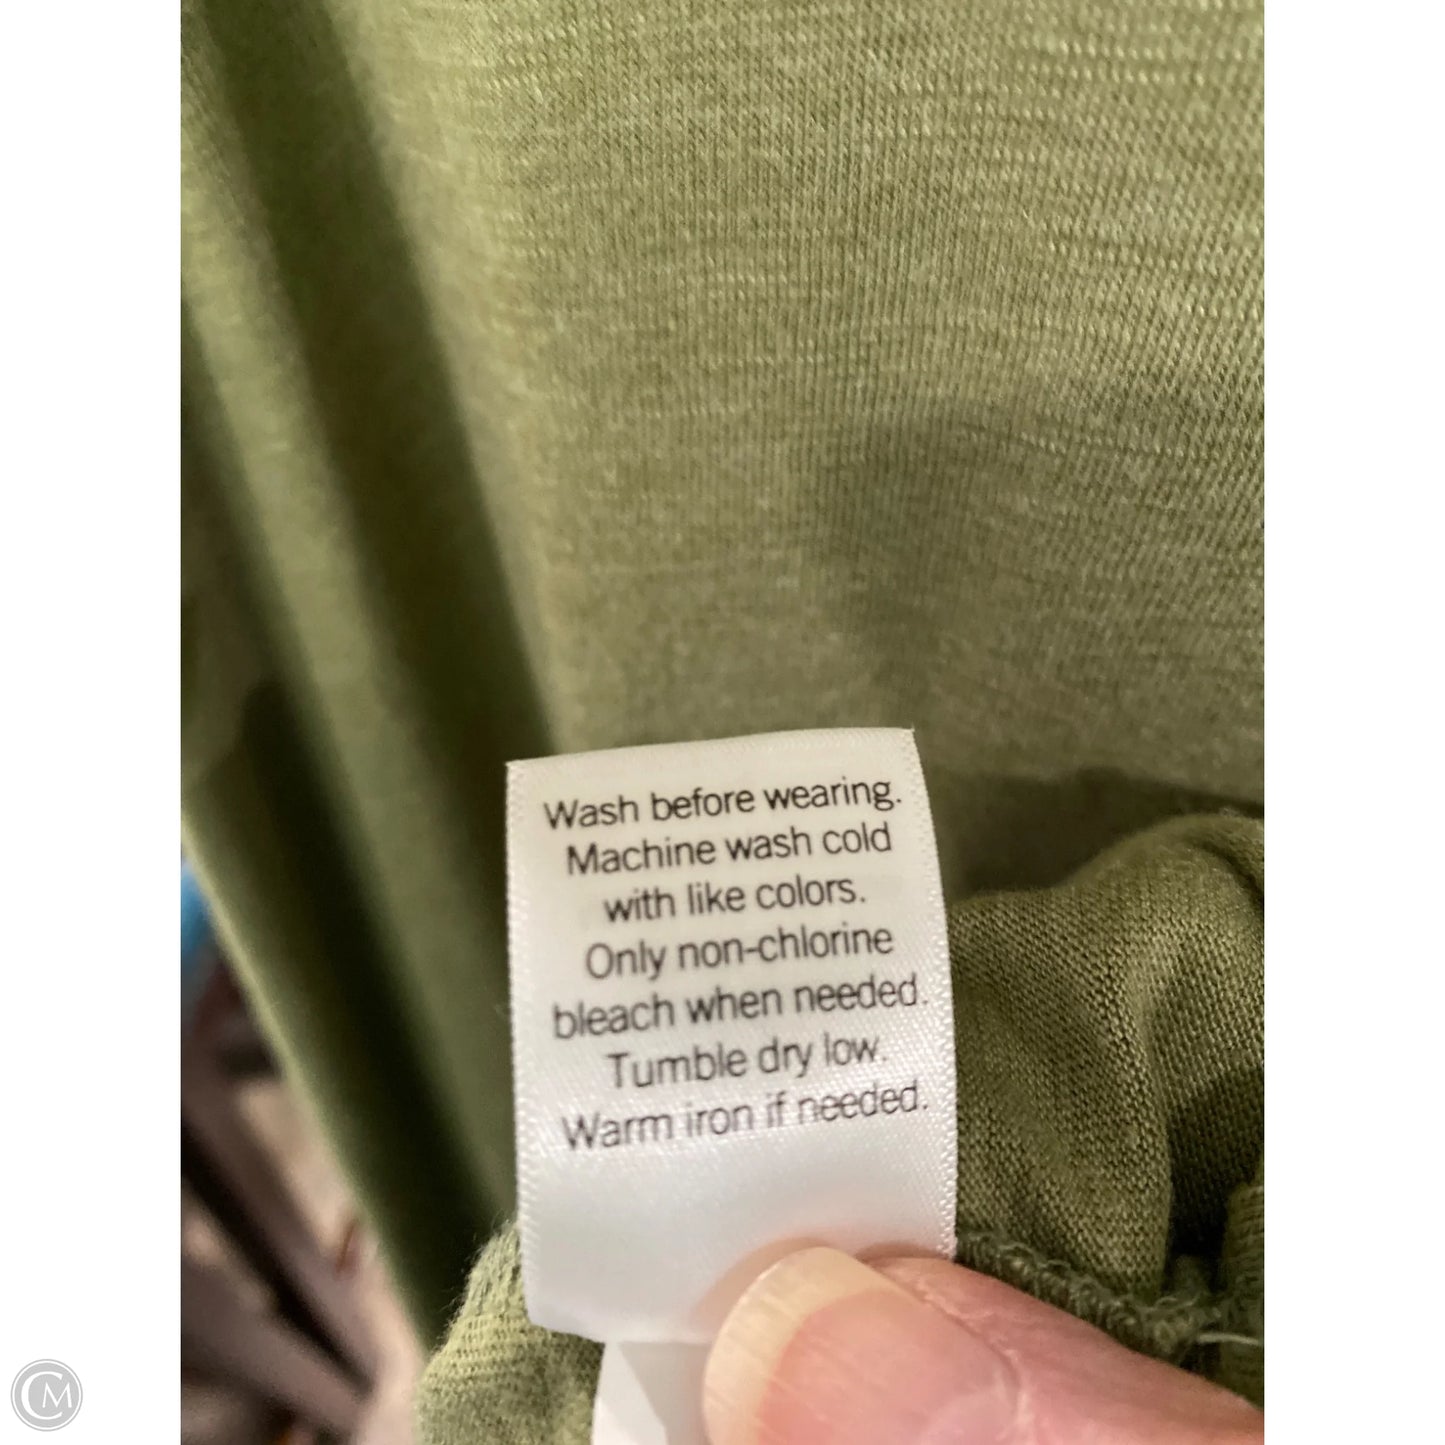 Wash before wearing.
Machine wash cold
with like colors.
Only non-chlorine
bleach when needed.
Tumble dry low.
Warm iron if needed.
CM